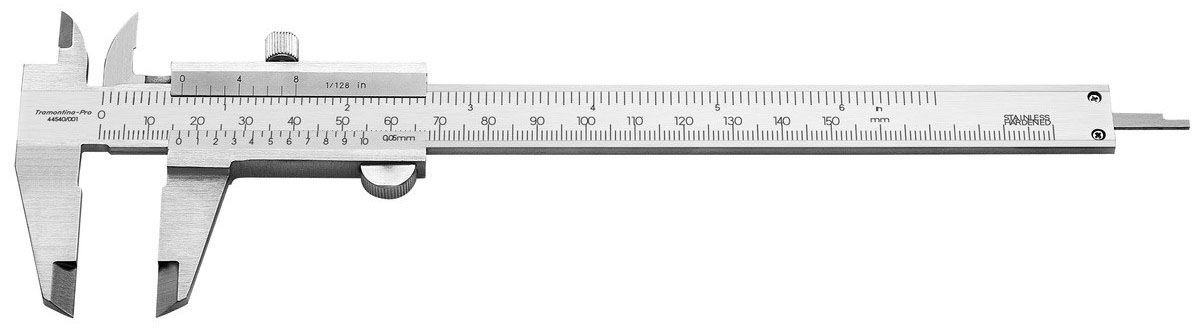 0 4 8
1/128 in
Tramontina-Pro
44540/001
0 1 2 3 4 5 6 in
mm
10 20 30 40 50 60 70 80 90 100 110 120 130 140 150
STAINLESS
HARDENED
0 1 2 3 4 5 6 7 8 9 10 0,05mm